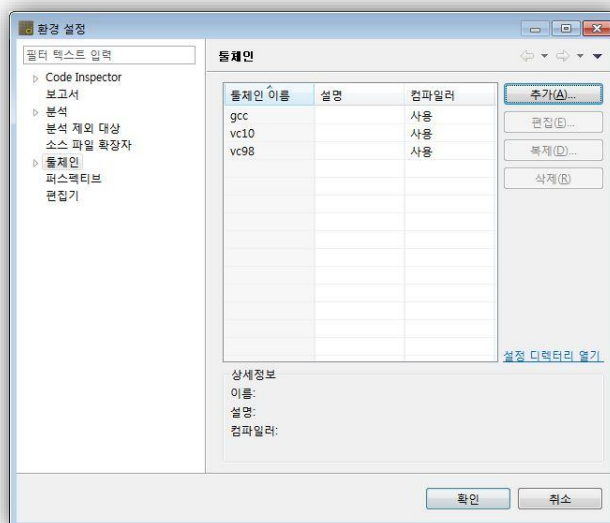 환경 설정
필터 텍스트 입력
Code Inspector
보고서
분석
분석 제외 대상
소스 파일 확장자
툴체인
퍼스펙티브
편집기
툴체인
툴체인 이름 설명 컴파일러
gcc 사용
vc10 사용
vc98 사용
추가(A)...
편집(E)...
복제(D)...
삭제(R)
설정 디렉터리 열기
상세정보
이름:
설명:
컴파일러:
확인 취소